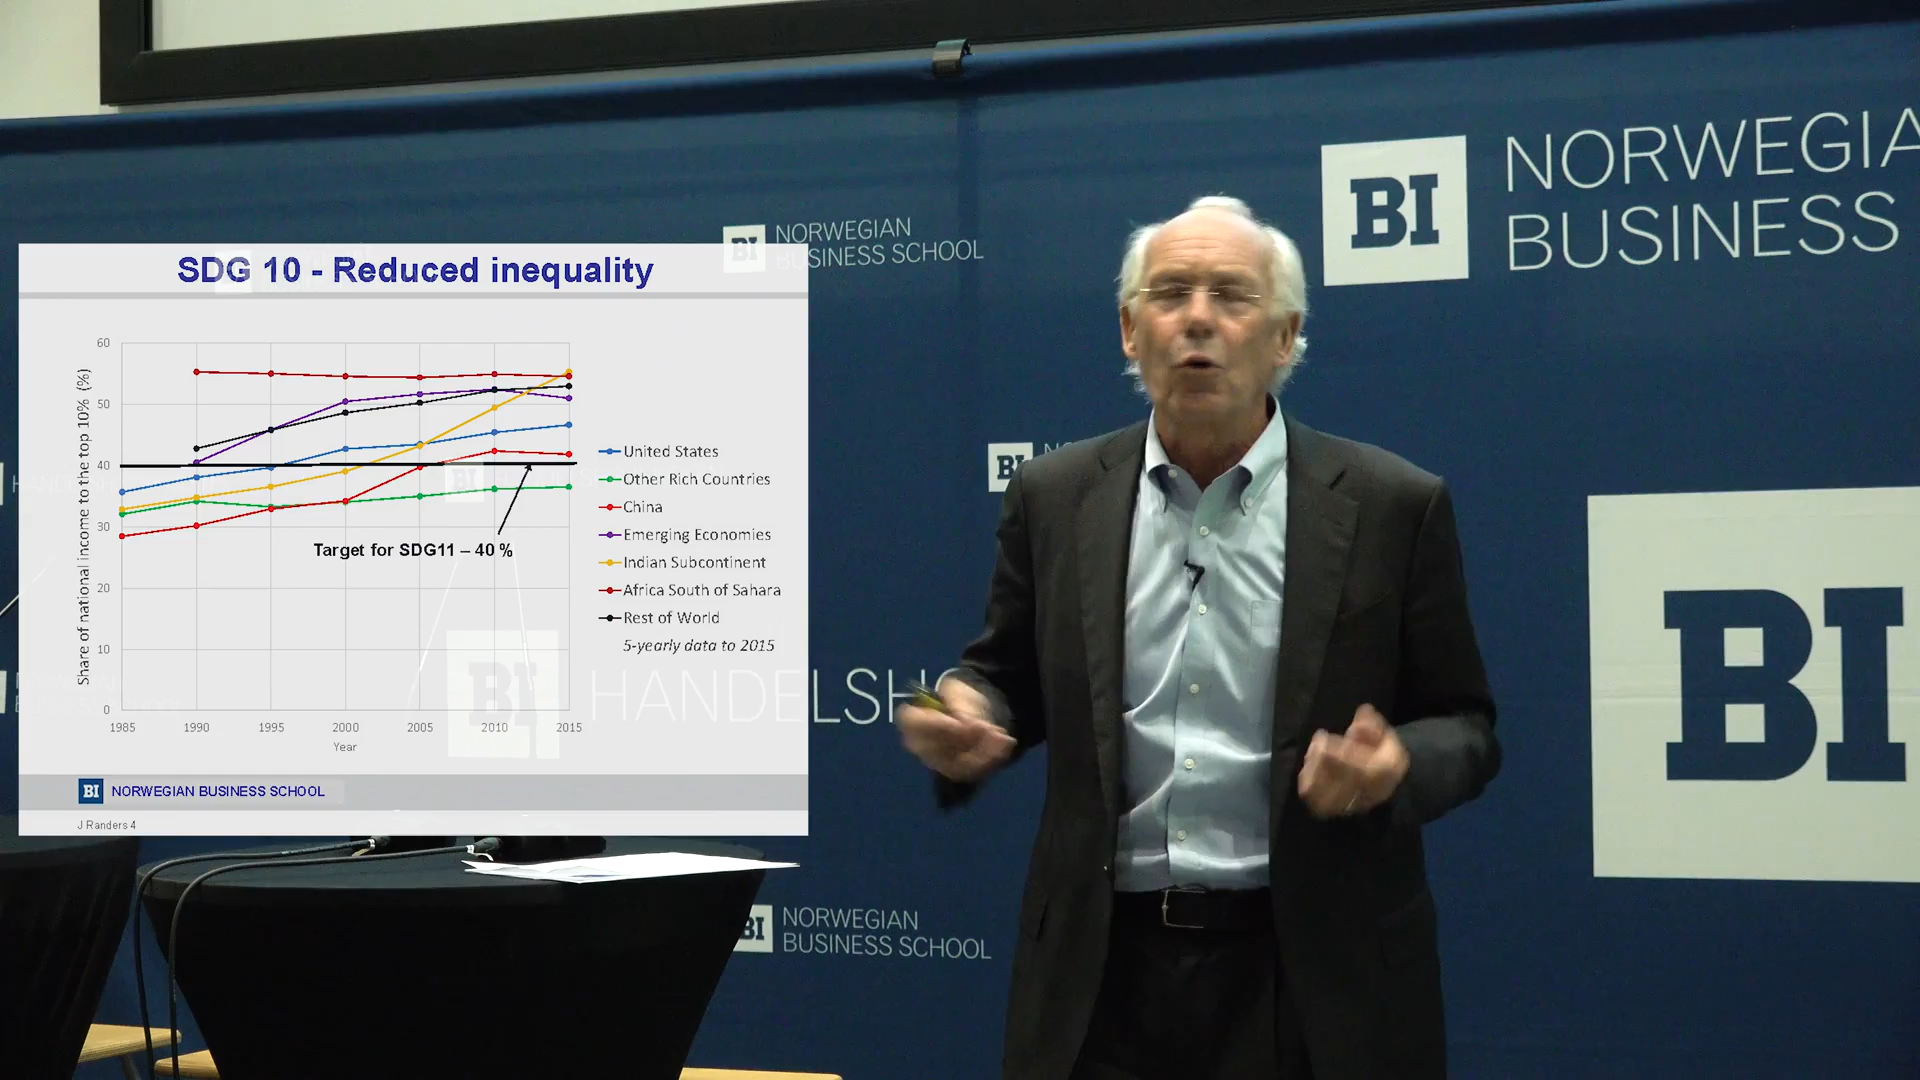 SDG 10 - Reduced inequality
Share of national income to the top 10% (%)
60
50
40
30
20
10
0
1985 1990 1995 2000 2005 2010 2015
Year
Target for SDG11 – 40 %
United States
Other Rich Countries
China
Emerging Economies
Indian Subcontinent
Africa South of Sahara
Rest of World
5-yearly data to 2015
BI NORWEGIAN BUSINESS SCHOOL
J Randers 4
BI NORWEGIAN
BUSINESS SCHOOL
BI NORWEGIA
BUSINESS
BI
BI HANDELSH
BI
BI NORWEGIAN
BUSINESS SCHOOL